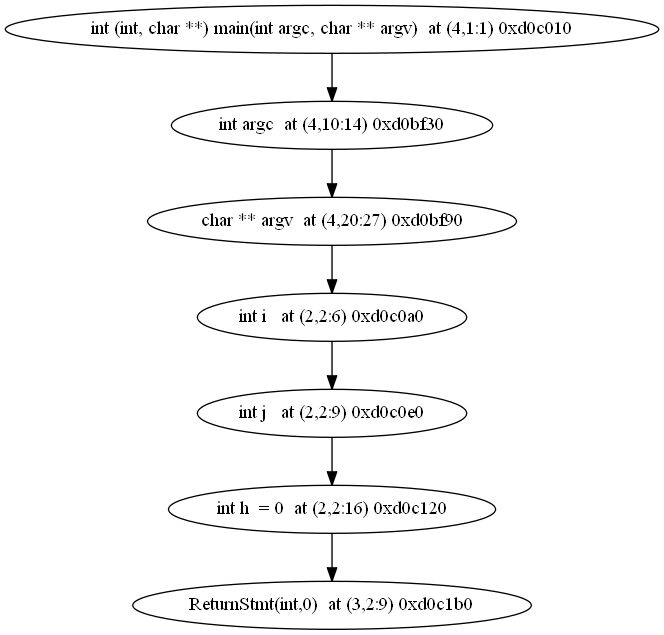 int (int, char **) main(int argc, char ** argv) at (4,1:1) 0xd0c010
int argc at (4,10:14) 0xd0bf30
char ** argv at (4,20:27) 0xd0bf90
int i at (2,2:6) 0xd0c0a0
int j at (2,2:9) 0xd0c0e0
int h = 0 at (2,2:16) 0xd0c120
ReturnStmt(int,0) at (3,2:9) 0xd0c1b0